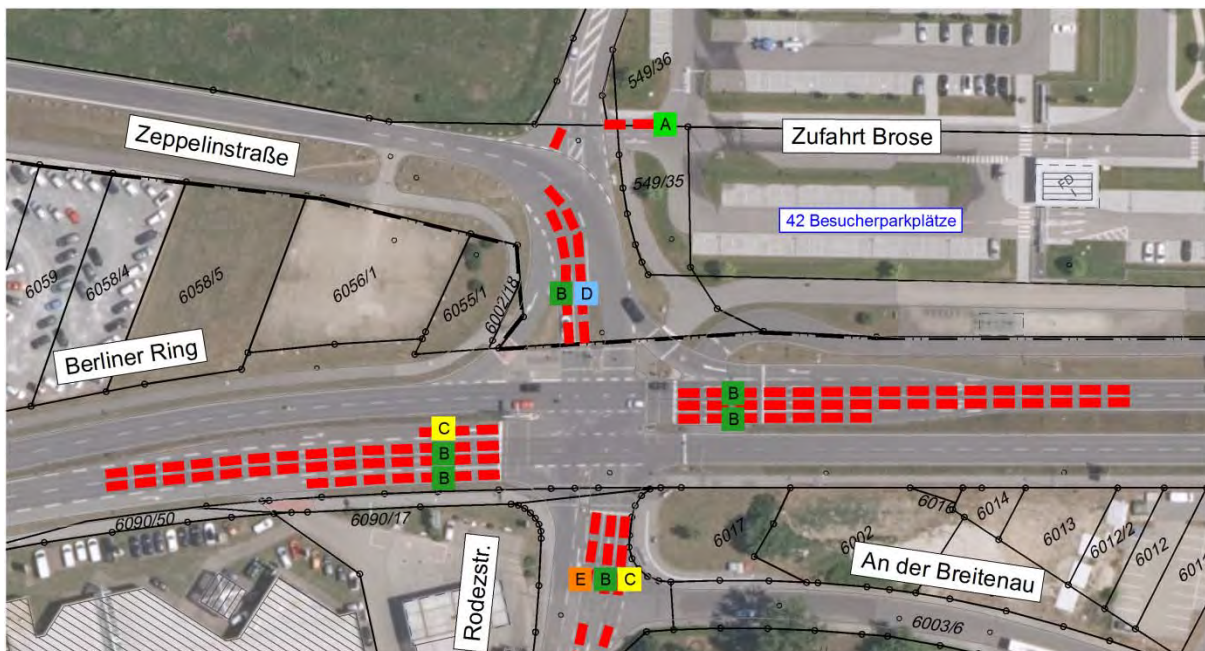 549/36
A
Zeppelinstraße
Zufahrt Brose
549/35
FD
I
42 Besucherparkplätze
6059
6058/4
6058/5
6056/1
6055/1
6002/18
B
D
Berliner Ring
B
B
C
B
B
6090/50
6090/17
6017
6002
6016
6014
6013
6012/2
6012
An der Breitenau
Rodezstr.
E
B
C
6003/6